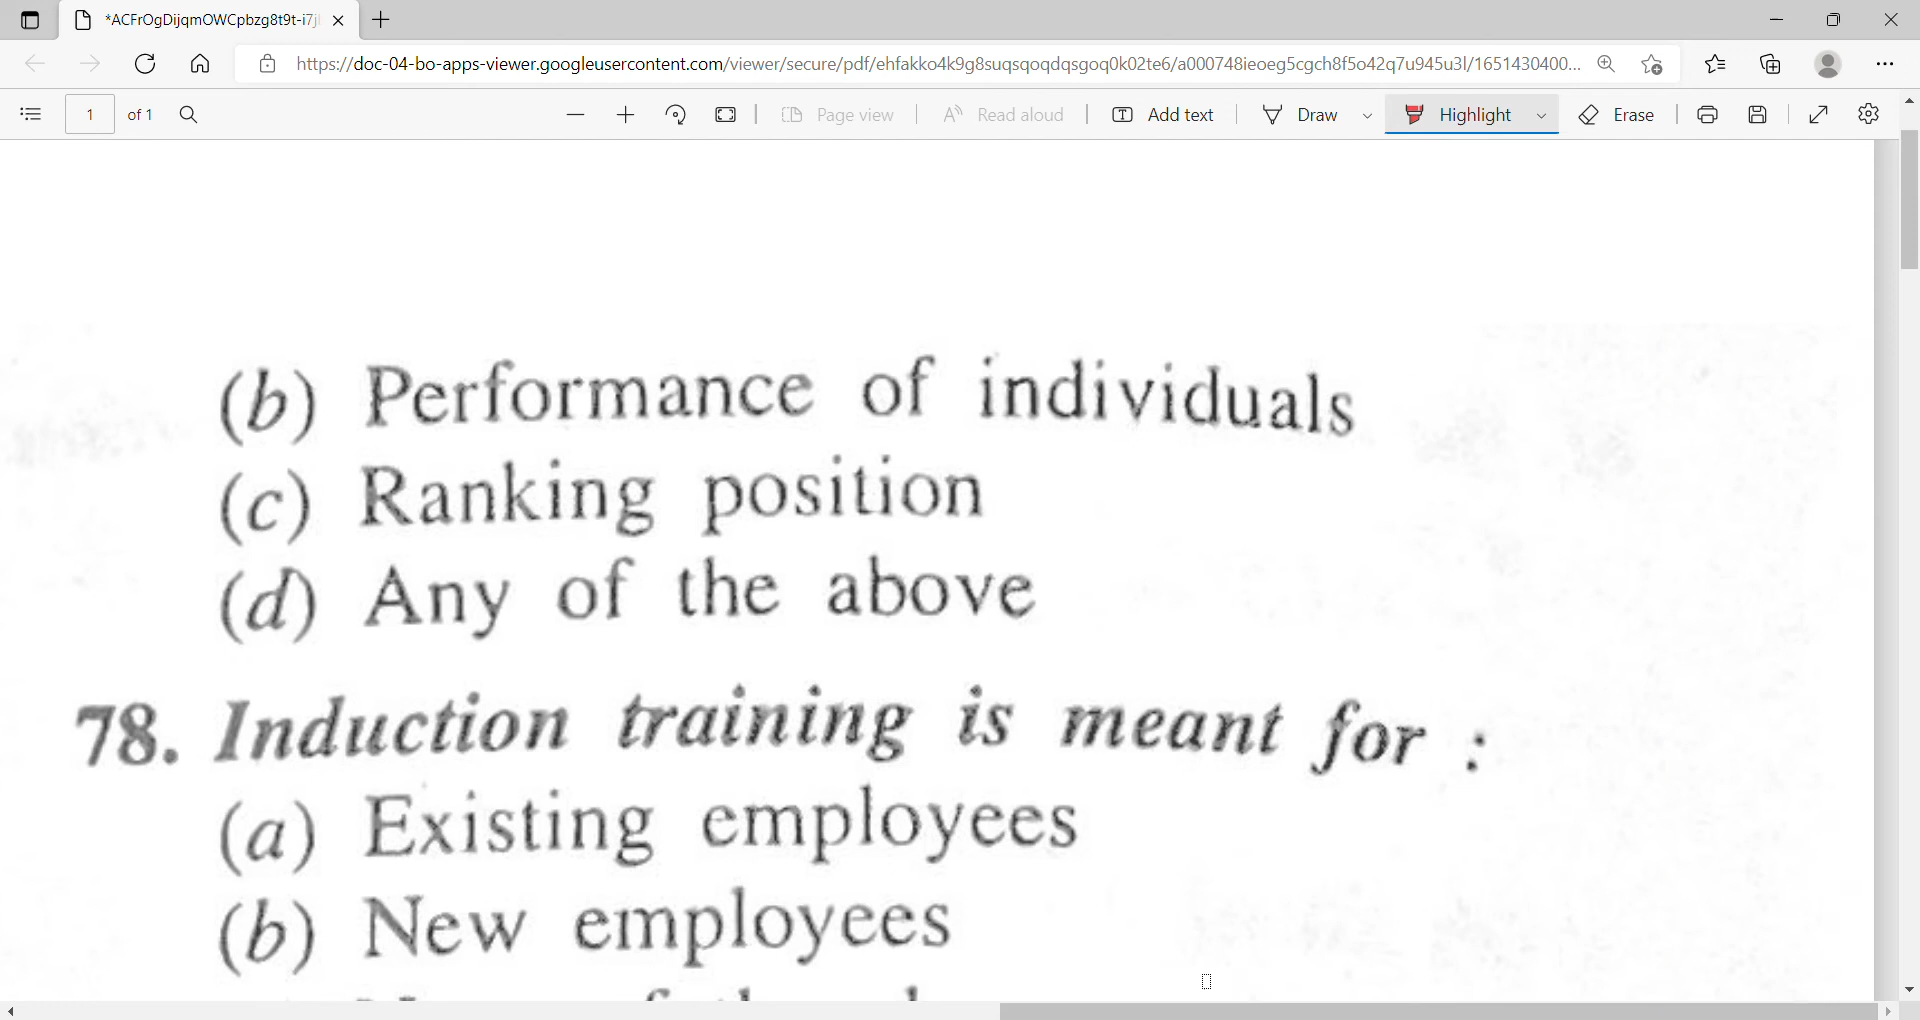 *ACFrOgDijqmOWCpbzg8t9t-i7jl
https://doc-04-bo-apps-viewer.googleusercontent.com/viewer/secure/pdf/ehfakko4k9g8suqsqoqdqsgoq0k02te6/a000748ieoeg5cgch8f5o42q7u945u3l/1651430400...
1 of 1 Page view Read aloud Add text Draw Highlight Erase
(b) Performance of individuals
(c) Ranking position
(d) Any of the above
78. Induction training is meant for :
(a) Existing employees
(b) New employees